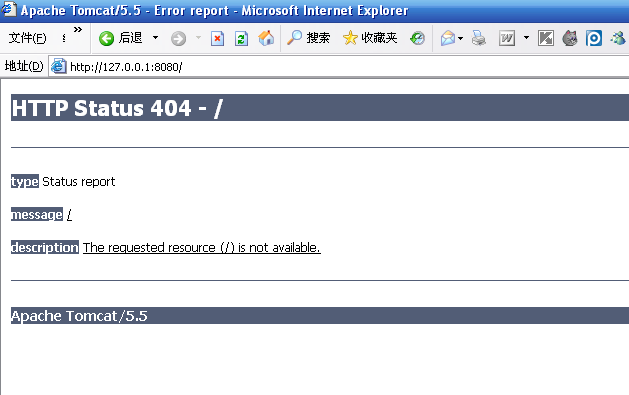 Apache Tomcat/5.5 - Error report - Microsoft Internet Explorer
文件(F) » 后退 搜索 收藏夹
地址(D) http://127.0.0.1:8080/
HTTP Status 404 - /
type Status report
message /
description The requested resource (/) is not available.
Apache Tomcat/5.5